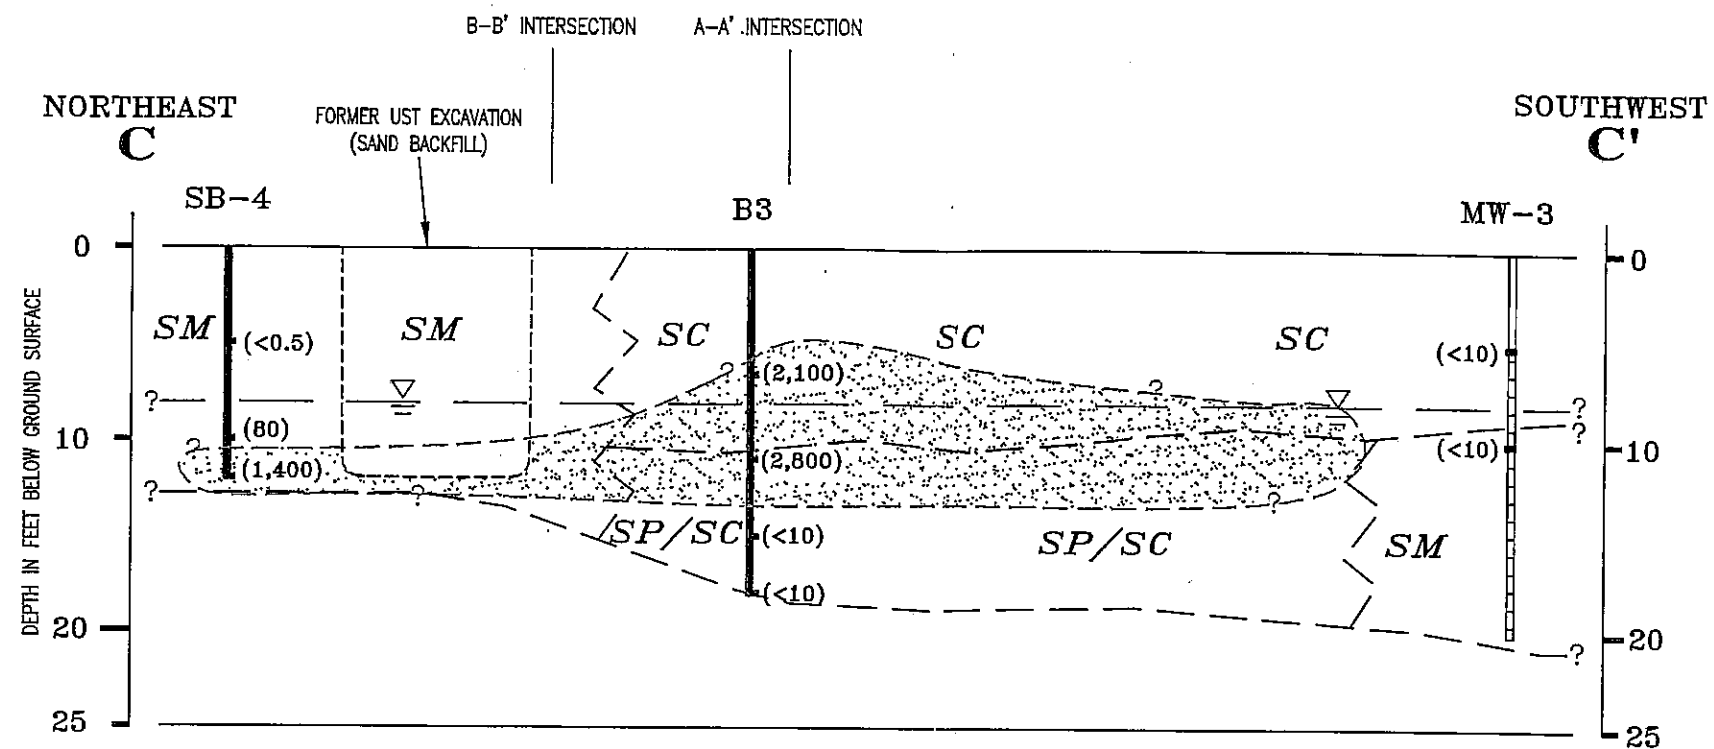 B-B' INTERSECTION
A-A' INTERSECTION
NORTHEAST
C
FORMER UST EXCAVATION
(SAND BACKFILL)
SOUTHWEST
C'
SB-4
B3
MW-3
0
0
SM
SM
SC
SC
SC
(<0.5)
(<10)
?
?
(2,100)
?
?
10
(80)
?
?
(<10)
10
?
(1,400)
(2,800)
?
?
?
SP/SC
(<10)
SP/SC
SM
(<10)
20
20
?
25
25
DEPTH IN FEET BELOW GROUND SURFACE